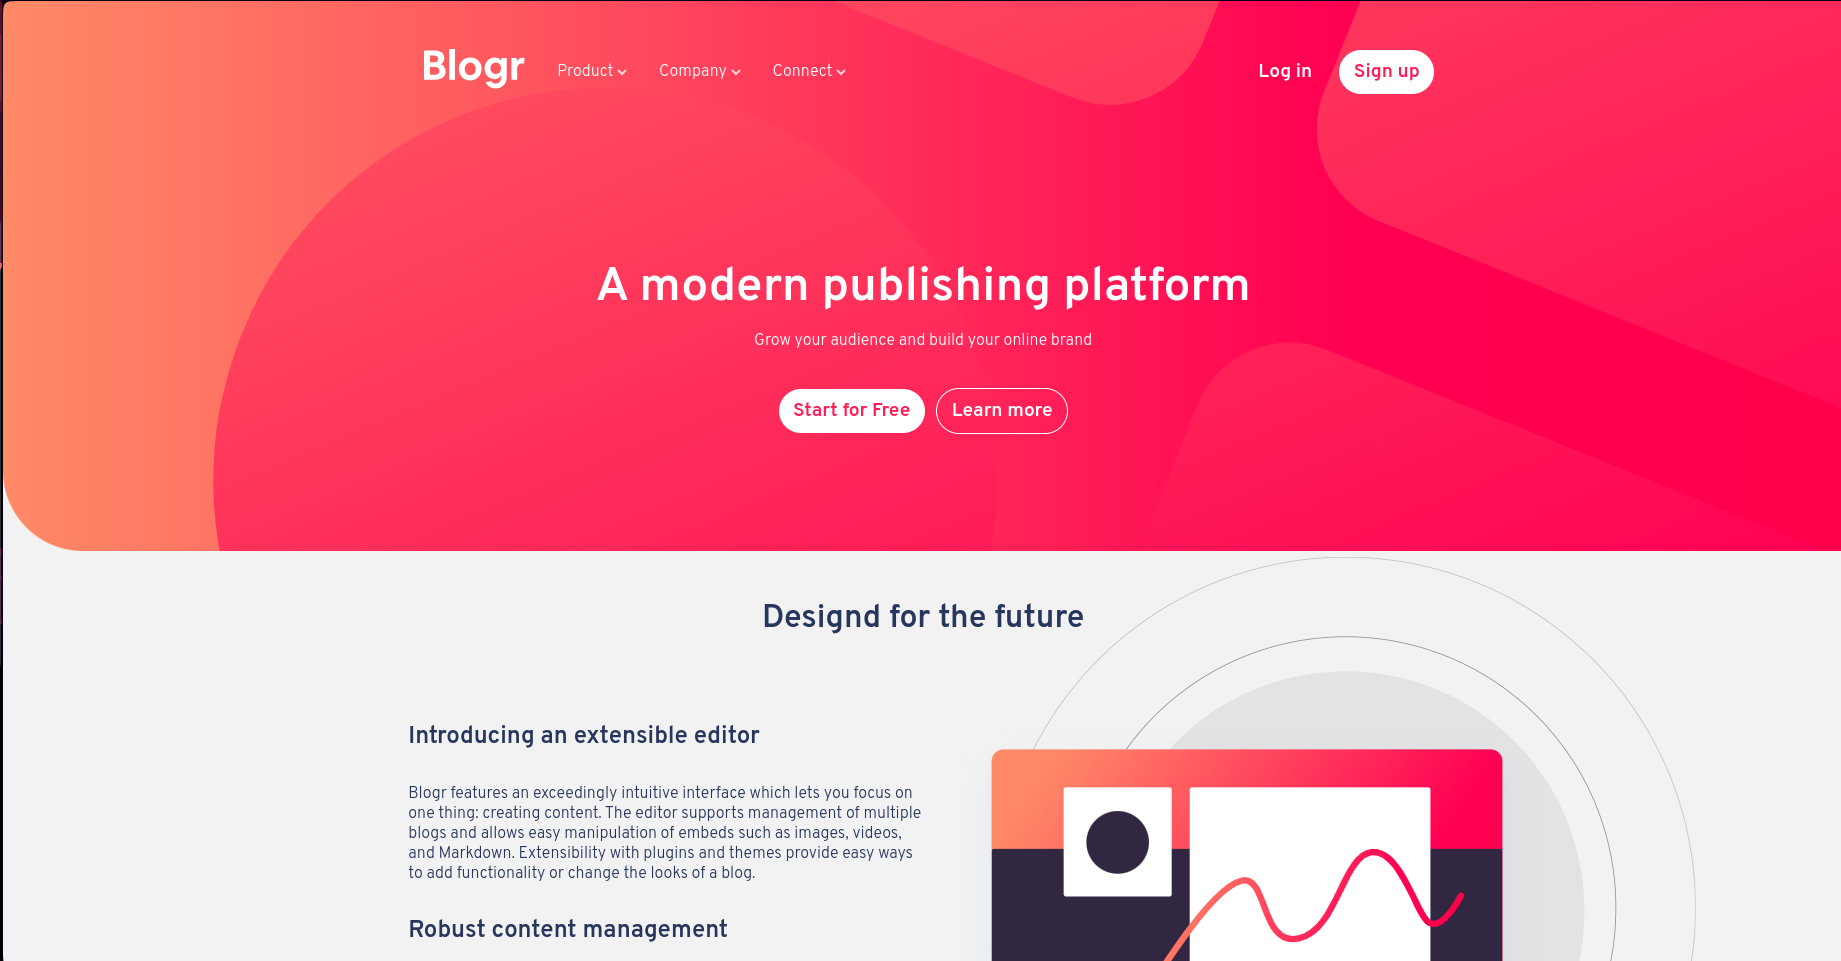 Blogr Product Company Connect Log in Sign up
A modern publishing platform
Grow your audience and build your online brand
Start for Free Learn more
Designd for the future
Introducing an extensible editor
Blogr features an exceedingly intuitive interface which lets you focus on
one thing: creating content. The editor supports management of multiple
blogs and allows easy manipulation of embeds such as images, videos,
and Markdown. Extensibility with plugins and themes provide easy ways
to add functionality or change the looks of a blog.
Robust content management